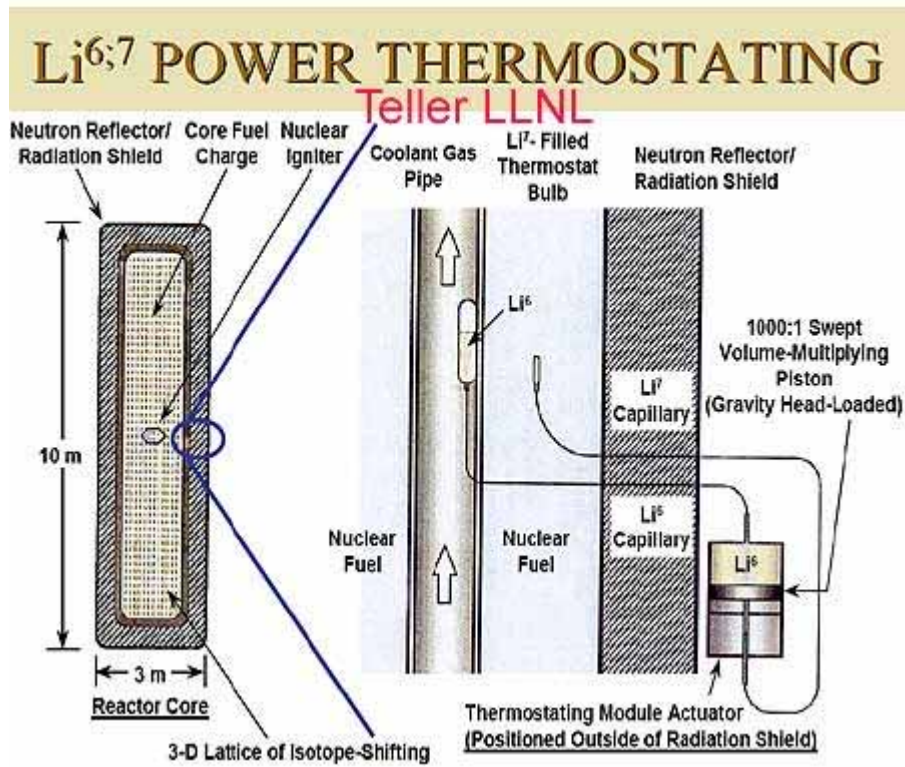 Li⁶;⁷ POWER THERMOSTATING
Teller LLNL
Neutron Reflector/
Radiation Shield
Core Fuel
Charge
Nuclear
Igniter
10 m
3 m
Reactor Core
3-D Lattice of Isotope-Shifting
Coolant Gas
Pipe
Li⁷- Filled
Thermostat
Bulb
Neutron Reflector/
Radiation Shield
Li⁶
1000:1 Swept
Volume-Multiplying
Piston
(Gravity Head-Loaded)
Li⁷
Capillary
Nuclear
Fuel
Nuclear
Fuel
Li⁶
Capillary
Li⁶
Thermostating Module Actuator
(Positioned Outside of Radiation Shield)